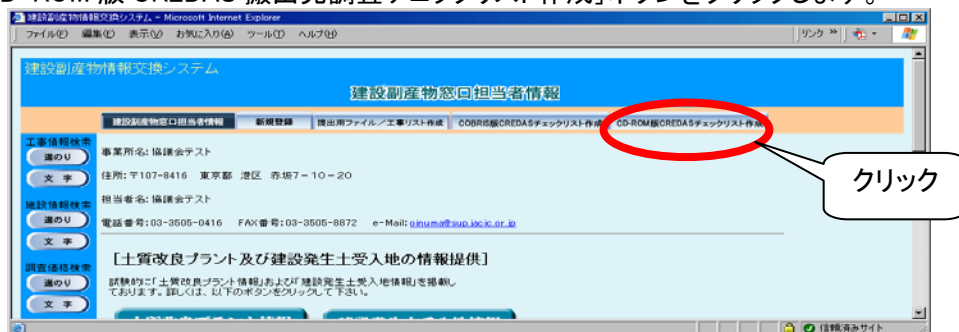 D-ROM 版 CREDAS 搬出先調査チェックリスト作成」ボタンをクリックします。
建設副産物情報交換システム - Microsoft Internet Explorer
ファイル(F) 編集(E) 表示(V) お気に入り(A) ツール(T) ヘルプ(H) リンク »
建設副産物情報交換システム
建設副産物窓口担当者情報
建設副産物窓口担当者情報 新規登録 提出用ファイル/工事リスト作成 COBRIS版CREDASチェックリスト作成 CD-ROM版CREDASチェックリスト作成
工事情報検索
道のり
文 字
事業所名: 協議会テスト
住所: 〒107-8416 東京都 港区 赤坂7-10-20
クリック
施設情報検索
道のり
文 字
担当者名: 協議会テスト
電話番号:03-3505-0416 FAX番号:03-3505-8872 e-Mail: oinuma@sup.jacic.or.jp
調査価格検索
道のり
文 字
[土質改良プラント及び建設発生土受入地の情報提供]
試験的に「土質改良プラント情報」および「建設発生土受入地情報」を掲載し
ております。詳しくは、以下のボタンをクリックして下さい。
信頼済みサイト